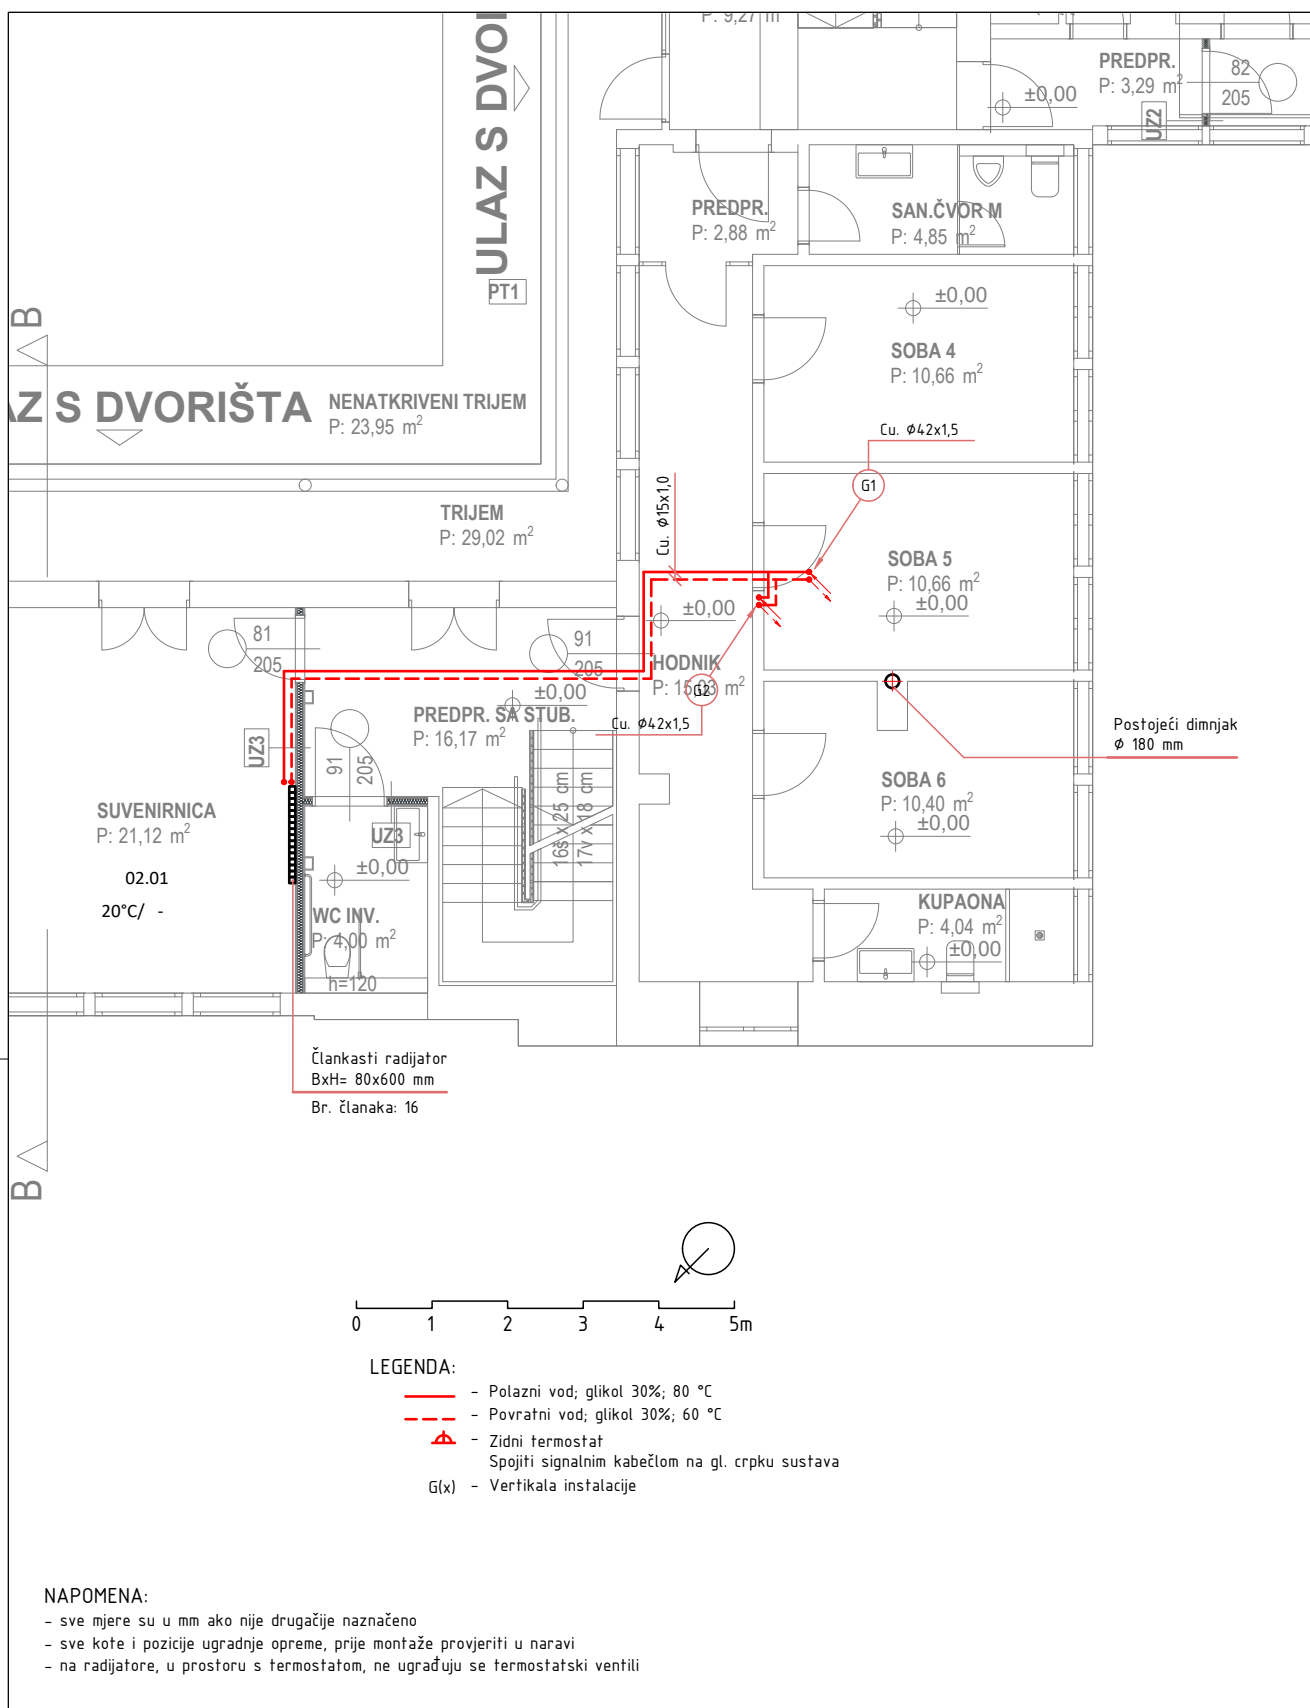 P: 9,27 m
ULAZ S DVOI
PREDPR.
P: 3,29 m²
82
205
UZ2
±0,00
PREDPR.
P: 2,88 m²
SAN.ČVOR M
P: 4,85 m²
PT1
B
±0,00
SOBA 4
P: 10,66 m²
AZ S DVORIŠTA
NENATKRIVENI TRIJEM
P: 23,95 m²
Cu. Ø42x1,5
G1
Cu. Ø15x1,0
TRIJEM
P: 29,02 m²
SOBA 5
P: 10,66 m²
±0,00
±0,00
81
205
91
205
HODNIK
P: 15,03 m²
G2
±0,00
PREDPR. SA STUB.
P: 16,17 m²
Cu. Ø42x1,5
Postojeći dimnjak
Ø 180 mm
UZ3
91
205
SOBA 6
P: 10,40 m²
±0,00
SUVENIRNICA
P: 21,12 m²
16š x 25 cm
17v x 18 cm
UZ3
02.01
20°C/ -
±0,00
WC INV.
P: 4,00 m²
h=120
KUPAONA
P: 4,04 m²
±0,00
Člankasti radijator
BxH= 80x600 mm
Br. članaka: 16
B
0 1 2 3 4 5m
LEGENDA:
- Polazni vod; glikol 30%; 80 °C
- Povratni vod; glikol 30%; 60 °C
- Zidni termostat
Spojiti signalnim kabečlom na gl. crpku sustava
G(x) - Vertikala instalacije
NAPOMENA:
- sve mjere su u mm ako nije drugačije naznačeno
- sve kote i pozicije ugradnje opreme, prije montaže provjeriti u naravi
- na radijatore, u prostoru s termostatom, ne ugrađuju se termostatski ventili